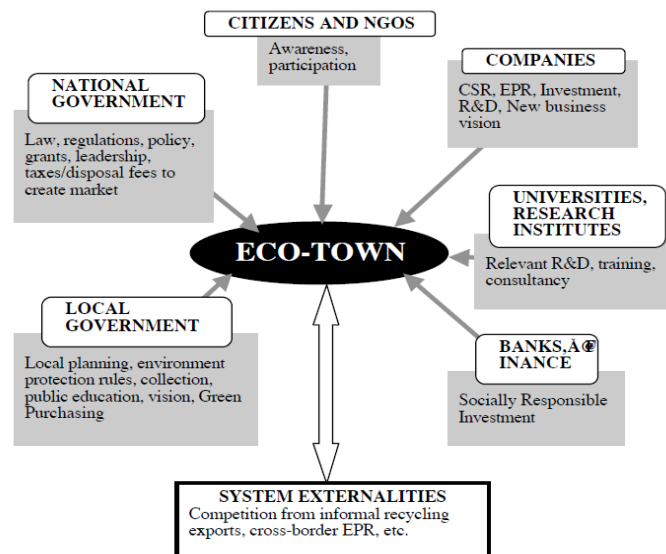 CITIZENS AND NGOS
Awareness,
participation
COMPANIES
CSR, EPR, Investment,
R&D, New business
vision
NATIONAL
GOVERNMENT
Law, regulations, policy,
grants, leadership,
taxes/disposal fees to
create market
UNIVERSITIES,
RESEARCH
INSTITUTES
Relevant R&D, training,
consultancy
ECO-TOWN
LOCAL
GOVERNMENT
Local planning, environment
protection rules, collection,
public education, vision, Green
Purchasing
BANKS,
INANCE
Socially Responsible
Investment
SYSTEM EXTERNALITIES
Competition from informal recycling
exports, cross-border EPR, etc.